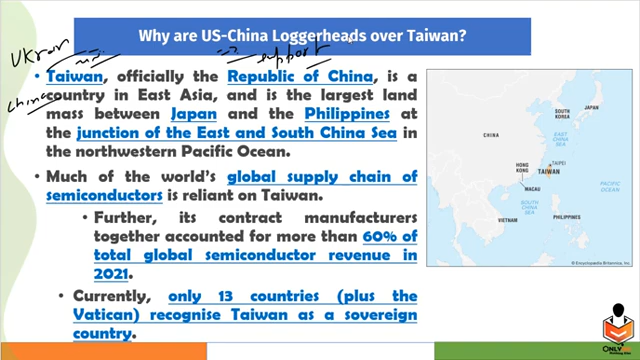 Why are US-China Loggerheads over Taiwan?
Ukran
support
China
• Taiwan, officially the Republic of China, is a
country in East Asia, and is the largest land
mass between Japan and the Philippines at
the junction of the East and South China Sea in
the northwestern Pacific Ocean.
• Much of the world's global supply chain of
semiconductors is reliant on Taiwan.
• Further, its contract manufacturers
together accounted for more than 60% of
total global semiconductor revenue in
2021.
• Currently, only 13 countries (plus the
Vatican) recognise Taiwan as a sovereign
country.
CHINA
SOUTH
KOREA
JAPAN
EAST
CHINA
SEA
TAIPEI
TAIWAN
HONG
KONG
MACAU
PACIFIC
OCEAN
SOUTH
CHINA
SEA
VIETNAM
PHILIPPINES
© Encyclopædia Britannica, Inc.